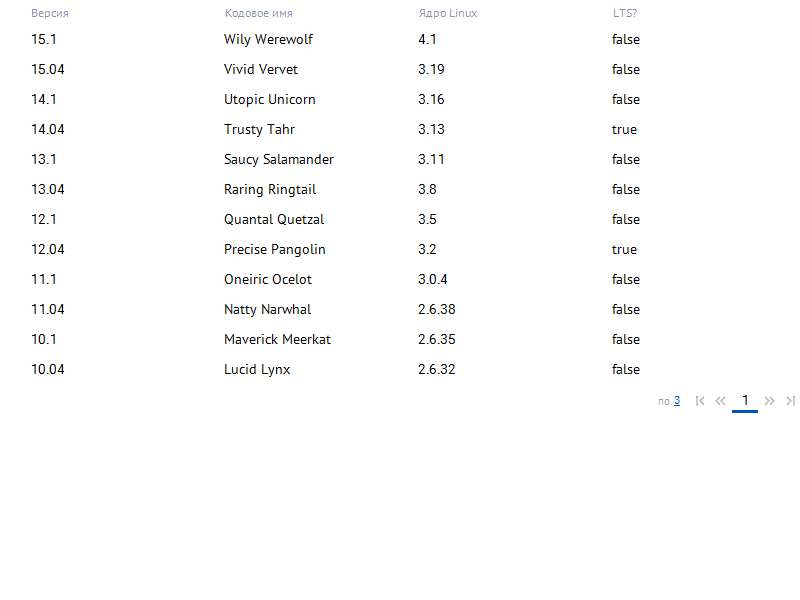 Версия Кодовое имя Ядро Linux LTS?
15.1 Wily Werewolf 4.1 false
15.04 Vivid Vervet 3.19 false
14.1 Utopic Unicorn 3.16 false
14.04 Trusty Tahr 3.13 true
13.1 Saucy Salamander 3.11 false
13.04 Raring Ringtail 3.8 false
12.1 Quantal Quetzal 3.5 false
12.04 Precise Pangolin 3.2 true
11.1 Oneiric Ocelot 3.0.4 false
11.04 Natty Narwhal 2.6.38 false
10.1 Maverick Meerkat 2.6.35 false
10.04 Lucid Lynx 2.6.32 false
по 3 1